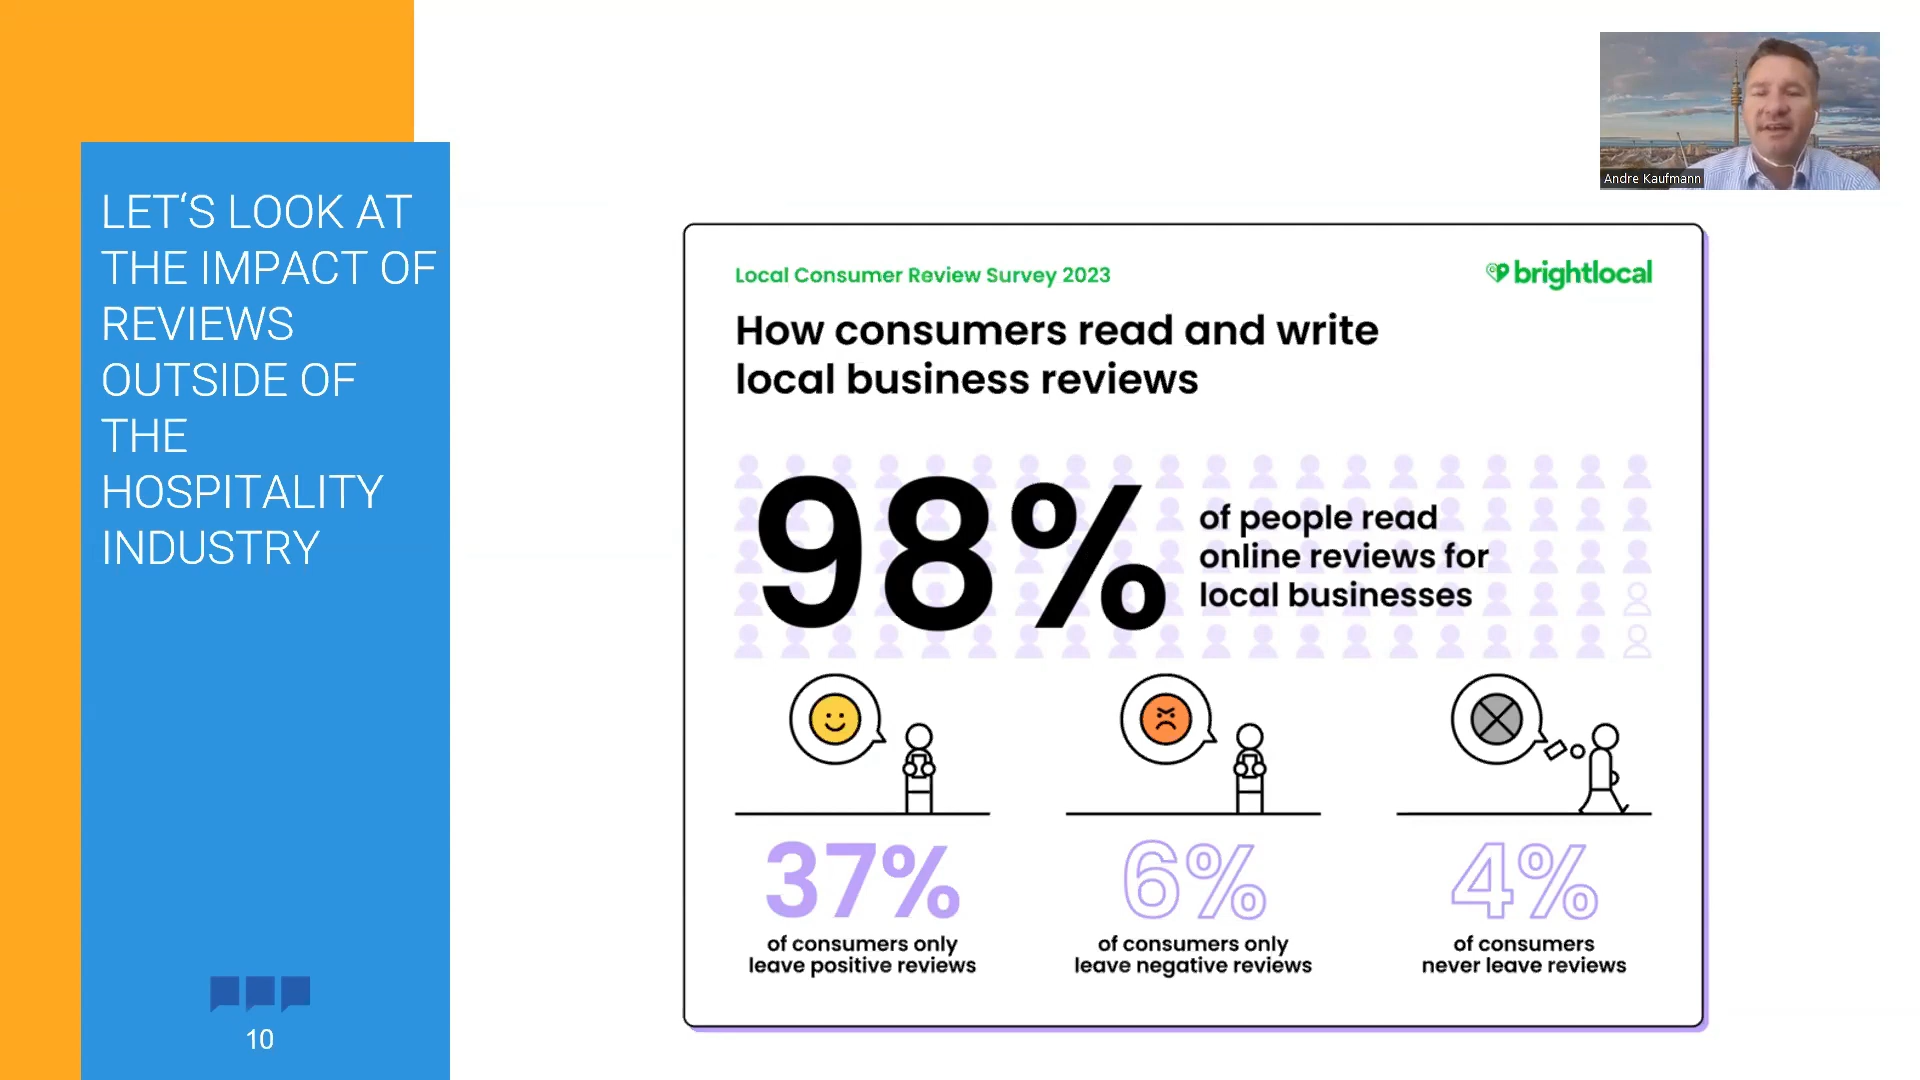 LET‘S LOOK AT
THE IMPACT OF
REVIEWS
OUTSIDE OF
THE
HOSPITALITY
INDUSTRY
10
Andre Kaufmann
Local Consumer Review Survey 2023
brightlocal
How consumers read and write
local business reviews
98%
of people read
online reviews for
local businesses
37%
of consumers only
leave positive reviews
6%
of consumers only
leave negative reviews
4%
of consumers
never leave reviews